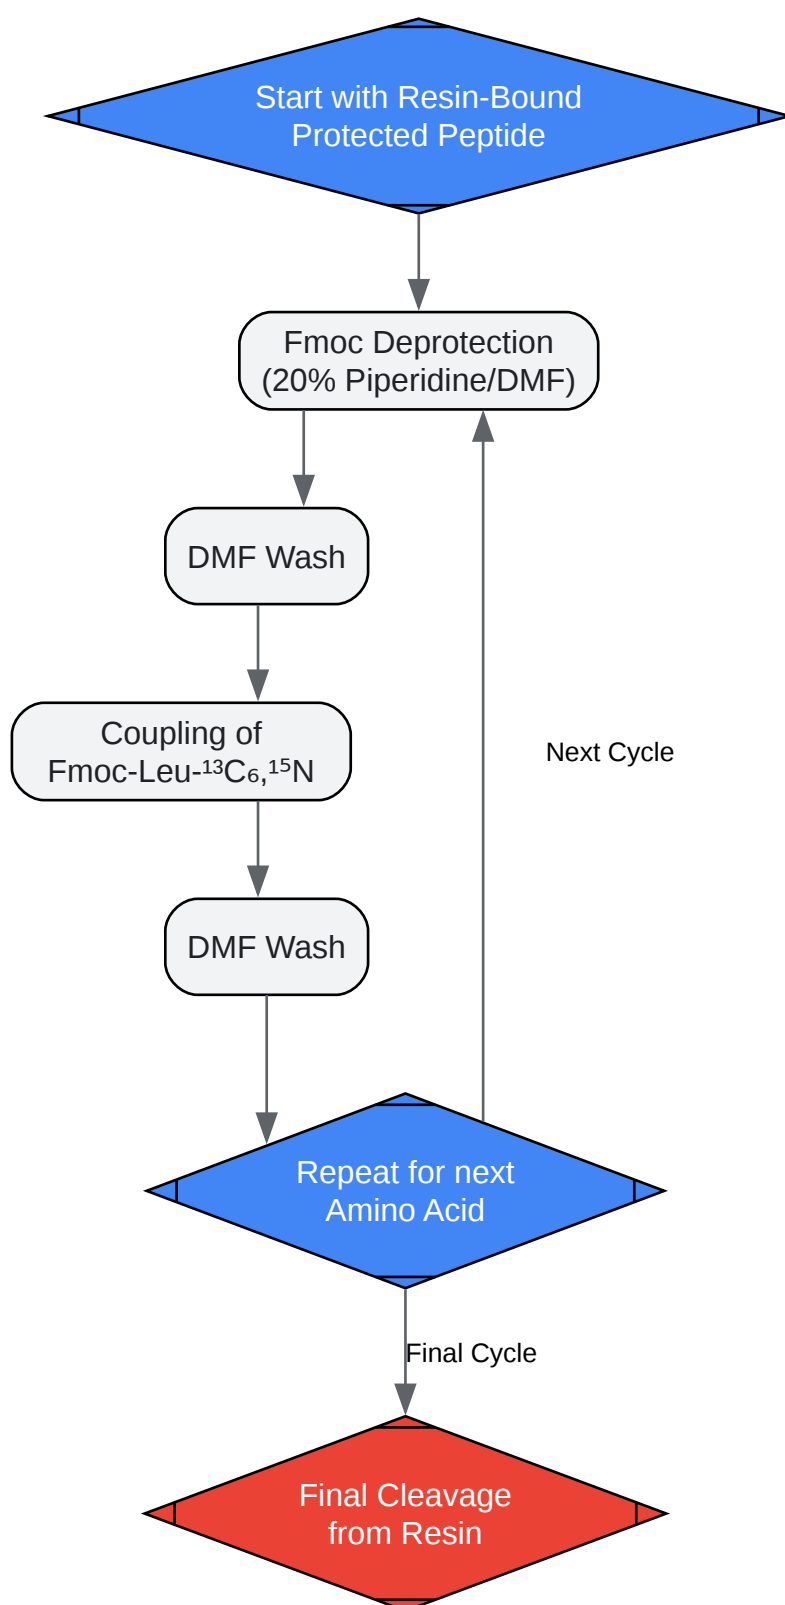 Start with Resin-Bound
Protected Peptide
Fmoc Deprotection
(20% Piperidine/DMF)
DMF Wash
Coupling of
Fmoc-Leu-¹³C₆,¹⁵N
Next Cycle
DMF Wash
Repeat for next
Amino Acid
Final Cycle
Final Cleavage
from Resin